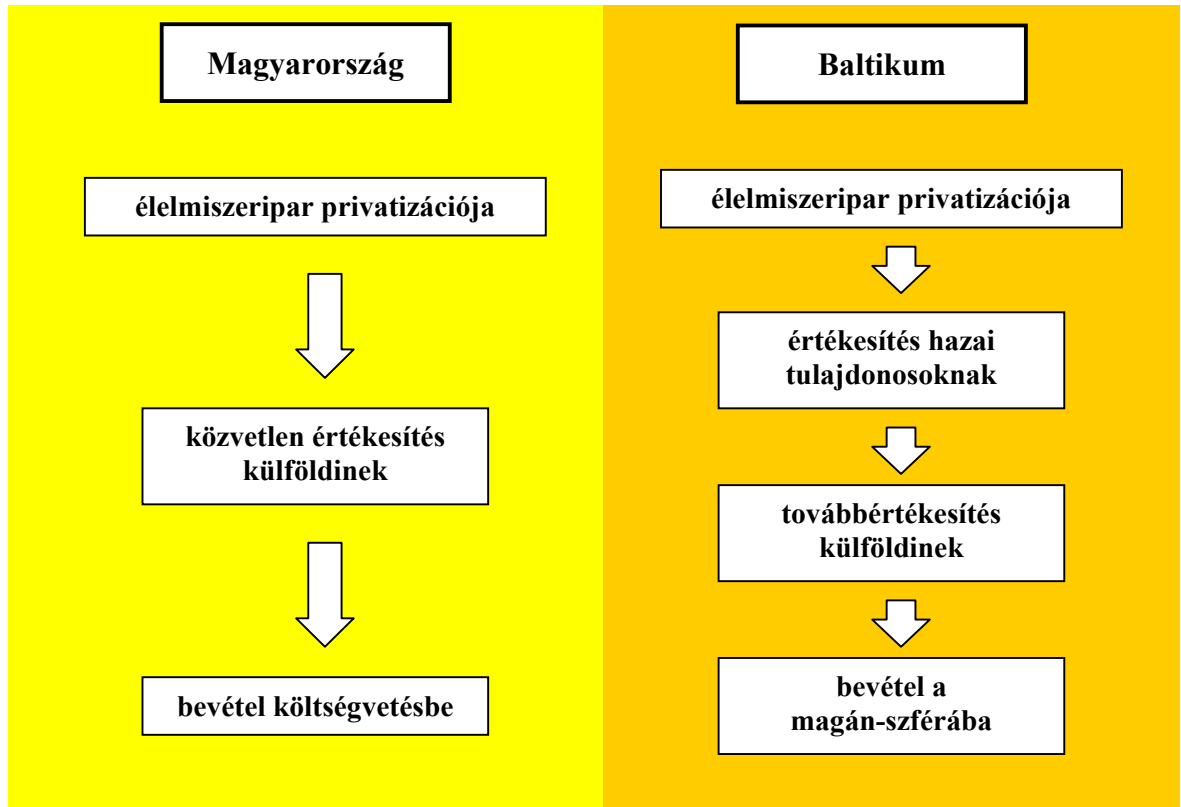 Magyarország
élelmiszeripar privatizációja
közvetlen értékesítés
külföldinek
bevétel költségvetésbe
Baltikum
élelmiszeripar privatizációja
értékesítés hazai
tulajdonosoknak
továbbértékesítés
külföldinek
bevétel a
magán-szférába